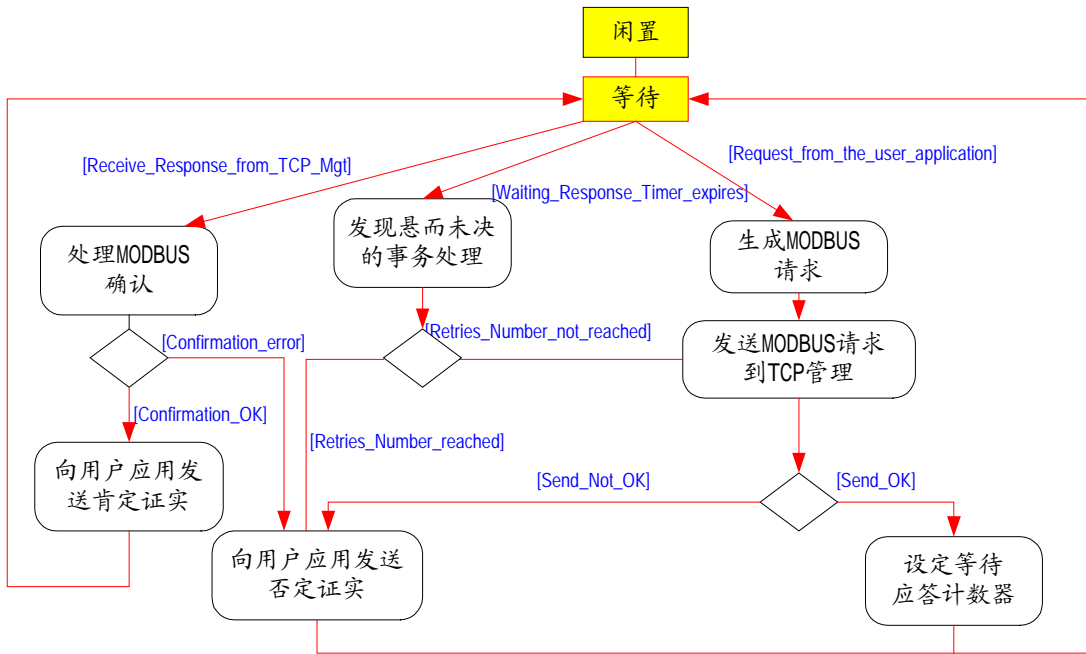 闲置
等待
[Receive_Response_from_TCP_Mgt]
[Request_from_the_user_application]
[Waiting_Response_Timer_expires]
处理MODBUS
确认
发现悬而未决
的事务处理
生成MODBUS
请求
[Confirmation_error]
[Retries_Number_not_reached]
发送MODBUS请求
到TCP管理
[Confirmation_OK]
[Retries_Number_reached]
向用户应用发
送肯定证实
[Send_Not_OK]
[Send_OK]
向用户应用发送
否定证实
设定等待
应答计数器